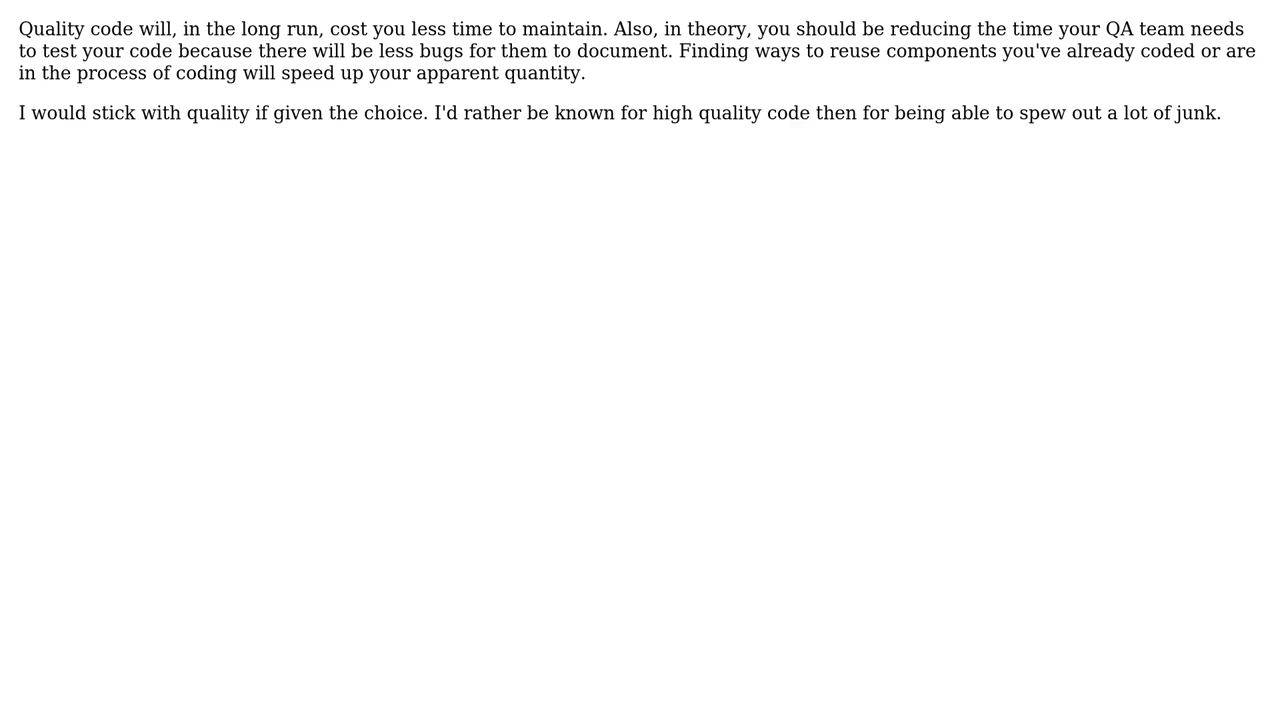 Quality code will, in the long run, cost you less time to maintain. Also, in theory, you should be reducing the time your QA team needs
to test your code because there will be less bugs for them to document. Finding ways to reuse components you've already coded or are
in the process of coding will speed up your apparent quantity.
I would stick with quality if given the choice. I'd rather be known for high quality code then for being able to spew out a lot of junk.